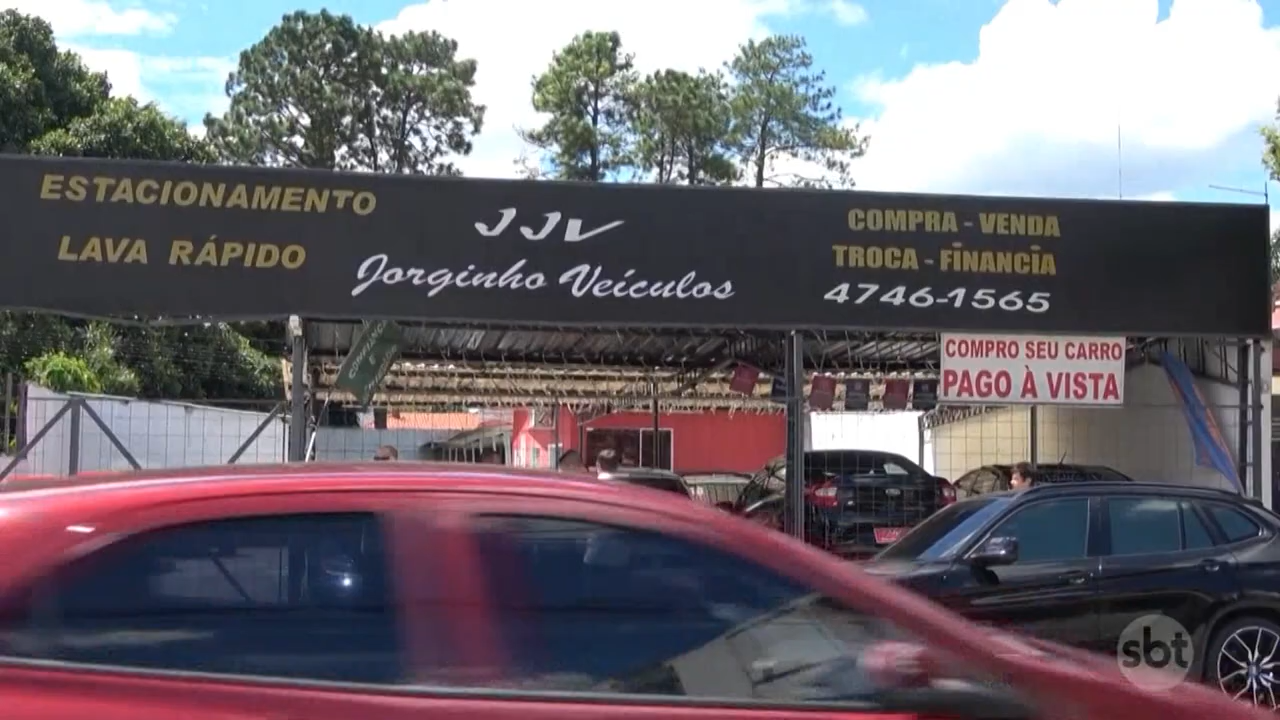 ESTACIONAMENTO
LAVA RÁPIDO
JJV
Jorginho Veículos
COMPRA - VENDA
TROCA - FINANCIA
4746-1565
COMPRO SEU CARRO
PAGO À VISTA
sbt